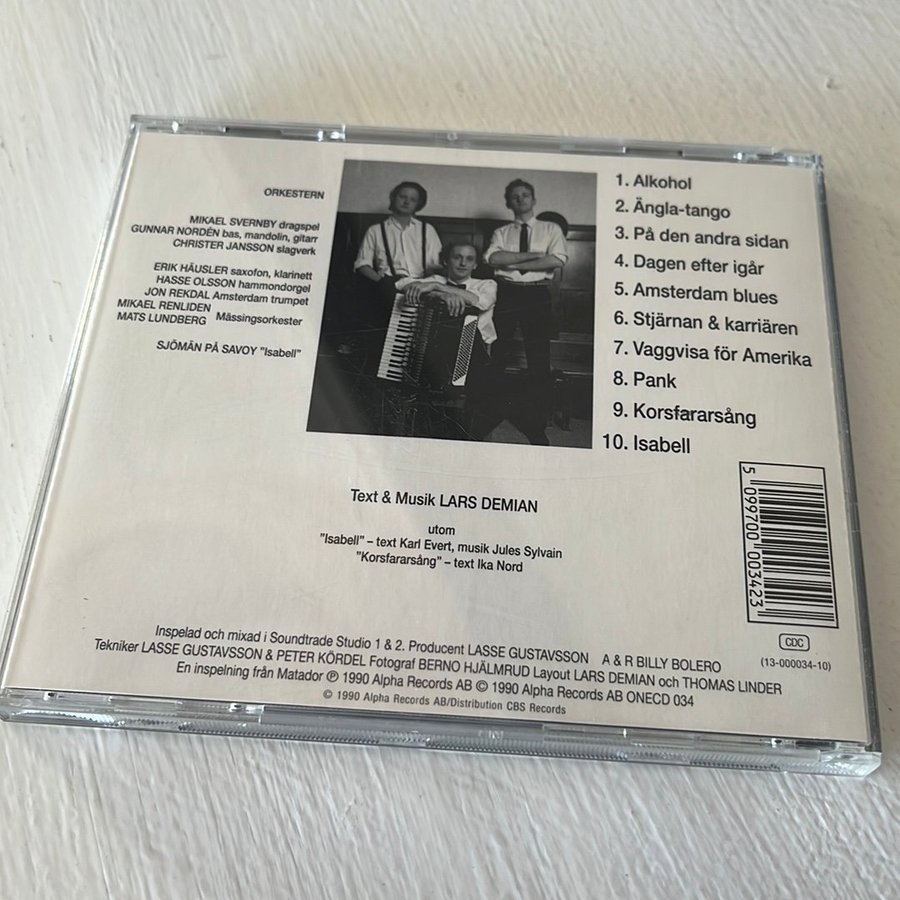 ORKESTERN
MIKAEL SVERNBY dragspel
GUNNAR NORDÉN bas, mandolin, gitarr
CHRISTER JANSSON slagverk
ERIK HÄUSLER saxofon, klarinett
HASSE OLSSON hammondorgel
JON REKDAL Amsterdam trumpet
MIKAEL RENLIDEN
MATS LUNDBERG Mässingsorkester
SJÖMÄN PÅ SAVOY "Isabell"
1. Alkohol
2. Ängla-tango
3. På den andra sidan
4. Dagen efter igår
5. Amsterdam blues
6. Stjärnan & karriären
7. Vaggvisa för Amerika
8. Pank
9. Korsfararsång
10. Isabell
Text & Musik LARS DEMIAN
utom
"Isabell" – text Karl Evert, musik Jules Sylvain
"Korsfararsång" – text Ika Nord
5 099700 003423
CDC
(13-000034-10)
Inspelad och mixad i Soundtrade Studio 1 & 2. Producent LASSE GUSTAVSSON A & R BILLY BOLERO
Tekniker LASSE GUSTAVSSON & PETER KÖRDEL Fotograf BERNO HJÄLMRUD Layout LARS DEMIAN och THOMAS LINDER
En inspelning från Matador ℗ 1990 Alpha Records AB © 1990 Alpha Records AB ONECD 034
© 1990 Alpha Records AB/Distribution CBS Records